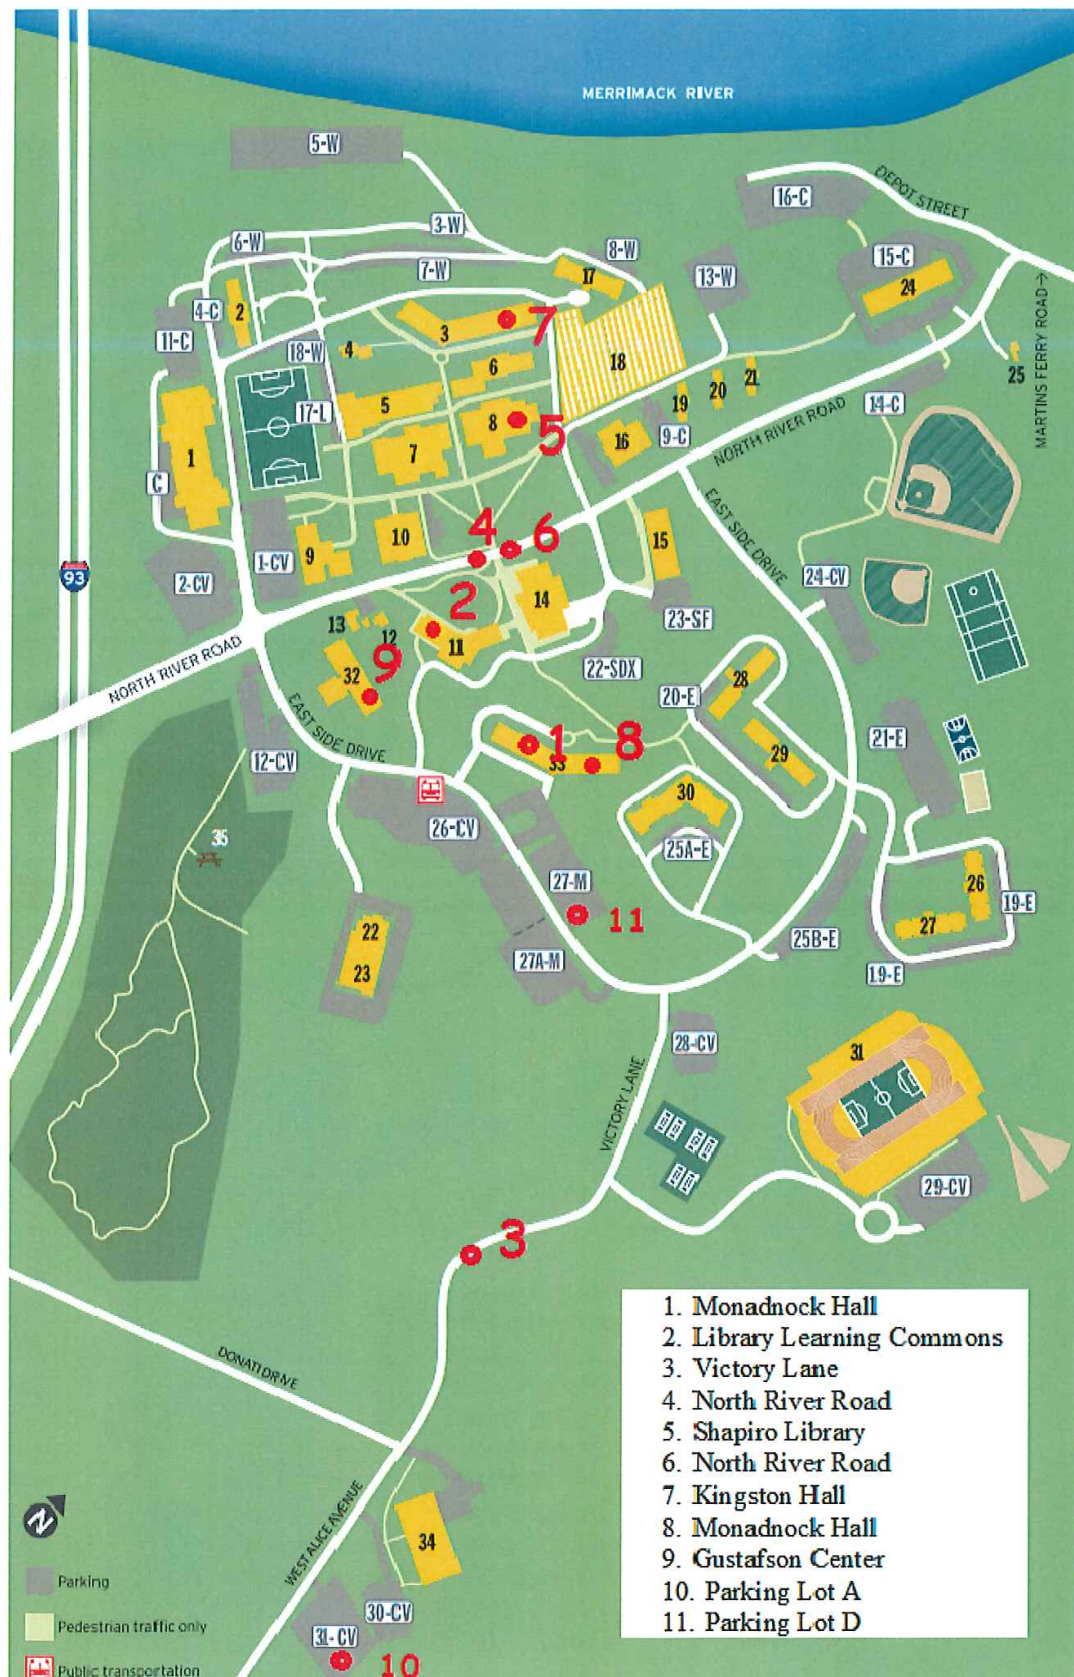 MERRIMACK RIVER
5-W
16-C
DEPOT STREET
3-W
6-W
8-W
15-C
7-W
17
13-W
24
4-C
2
MARTINS FERRY ROAD→
11-C
3
7
18-W
4
18
6
25
21
20
19
14-C
5
17-L
8
5
9-C
16
NORTH RIVER ROAD
1
7
C
EAST SIDE DRIVE
4
6
10
15
9
1-CV
93
2-CV
24-CV
2
14
13
12
11
23-SF
9
32
22-SDX
NORTH RIVER ROAD
20-E
28
EAST SIDE DRIVE
1
8
33
29
21-E
12-CV
30
26-CV
35
25A-E
27-M
26
19-E
11
22
27
25B-E
27A-M
23
19-E
28-CV
31
VICTORY LANE
29-CV
3
1. Monadnock Hall
2. Library Learning Commons
3. Victory Lane
4. North River Road
5. Shapiro Library
6. North River Road
7. Kingston Hall
8. Monadnock Hall
9. Gustafson Center
10. Parking Lot A
11. Parking Lot D
DONATI DRIVE
WEST ALICE AVENUE
N
34
Parking
30-CV
Pedestrian traffic only
31-CV
Public transportation
10